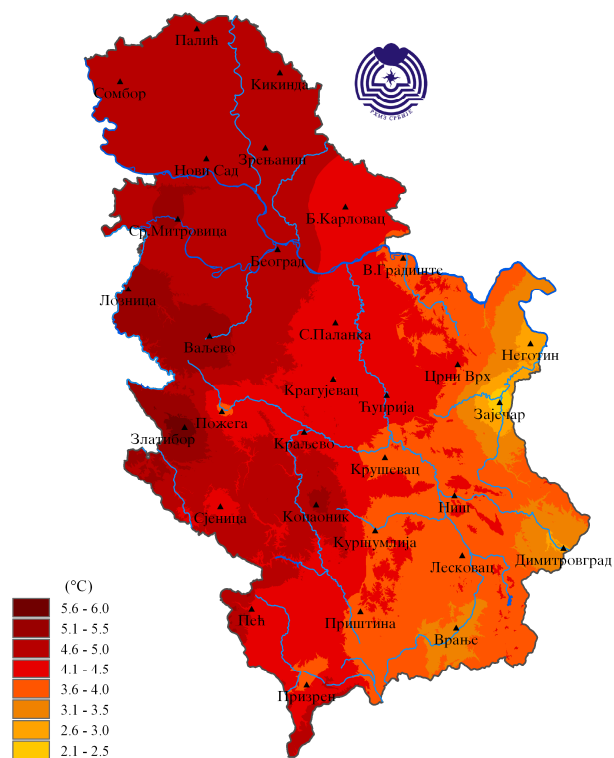 Палић
Кикинда
Сомбор
РХМЗ СРБИЈЕ
Зрењанин
Нови Сад
Б.Карловац
Ср.Митровица
Београд
В.Градиште
Лозница
С.Паланка
Ваљево
Неготин
Црни Врх
Крагујевац
Ћуприја
Зајечар
Пожега
Златибор
Краљево
Крушевац
Ниш
Сјеница
Копаоник
Куршумлија
Димитровград
Лесковац
(°C)
5.6 - 6.0
Пећ
Приштина
5.1 - 5.5
Врање
4.6 - 5.0
4.1 - 4.5
3.6 - 4.0
Призрен
3.1 - 3.5
2.6 - 3.0
2.1 - 2.5